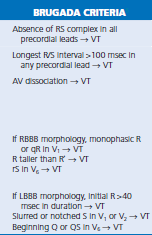 BRUGADA CRITERIA
Absence of RS complex in all
precordial leads → VT
Longest R/S interval >100 msec in
any precordial lead → VT
AV dissociation → VT
If RBBB morphology, monophasic R
or qR in V₁ → VT
R taller than R' → VT
rS in V₆ → VT
If LBBB morphology, initial R >40
msec in duration → VT
Slurred or notched S in V₁ or V₂ → VT
Beginning Q or QS in V₆ → VT